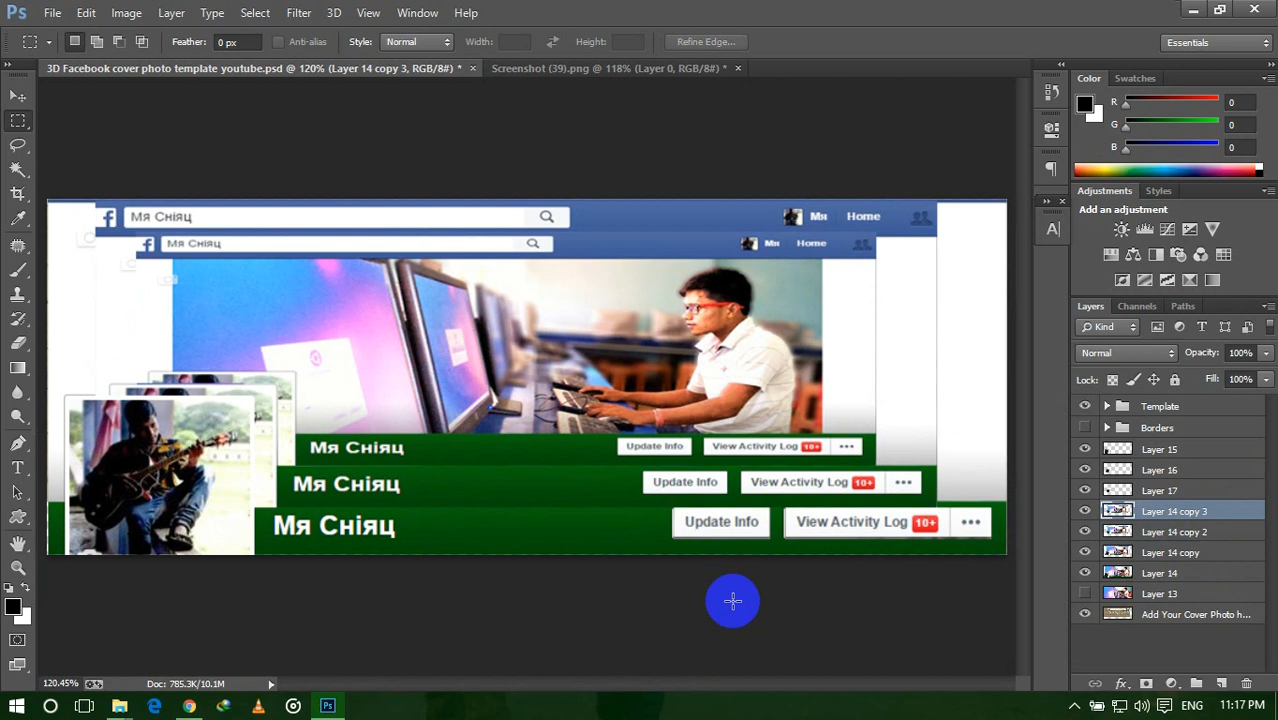 Ps File Edit Image Layer Type Select Filter 3D View Window Help
Feather: 0 px Anti-alias Style: Normal Width: Height: Refine Edge... Essentials
3D Facebook cover photo template youtube.psd @ 120% (Layer 14 copy 3, RGB/8#) * × Screenshot (39).png @ 118% (Layer 0, RGB/8#) * ×
Color Swatches
R 0
G 0
B 0
Adjustments Styles
Add an adjustment
Layers Channels Paths
Kind
Normal Opacity: 100%
Lock: Fill: 100%
Template
Borders
Layer 15
Layer 16
Layer 17
Layer 14 copy 3
Layer 14 copy 2
Layer 14 copy
Layer 14
Layer 13
Add Your Cover Photo h...
f Мя Сніяц Мя Home
f Мя Сніяц Мя Home
Мя Сніяц Update Info View Activity Log 10+ •••
Мя Сніяц Update Info View Activity Log 10+ •••
Мя Сніяц Update Info View Activity Log 10+ •••
120.45% Doc: 785.3K/10.1M
Ps 11:17 PM